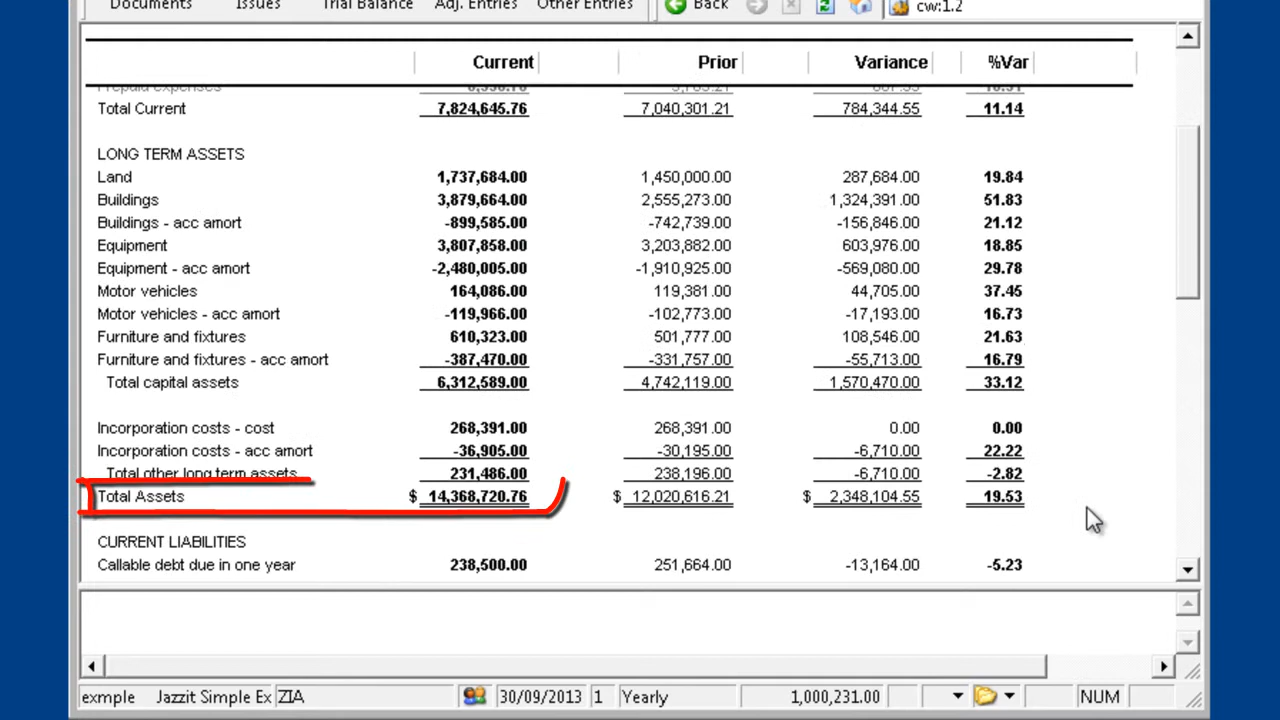 Documents Issues Trial Balance Adj. Entries Other Entries Back cw:1.2
Current Prior Variance %Var
Prepaid expenses
Total Current 7,824,645.76 7,040,301.21 784,344.55 11.14
LONG TERM ASSETS
Land 1,737,684.00 1,450,000.00 287,684.00 19.84
Buildings 3,879,664.00 2,555,273.00 1,324,391.00 51.83
Buildings - acc amort -899,585.00 -742,739.00 -156,846.00 21.12
Equipment 3,807,858.00 3,203,882.00 603,976.00 18.85
Equipment - acc amort -2,480,005.00 -1,910,925.00 -569,080.00 29.78
Motor vehicles 164,086.00 119,381.00 44,705.00 37.45
Motor vehicles - acc amort -119,966.00 -102,773.00 -17,193.00 16.73
Furniture and fixtures 610,323.00 501,777.00 108,546.00 21.63
Furniture and fixtures - acc amort -387,470.00 -331,757.00 -55,713.00 16.79
Total capital assets 6,312,589.00 4,742,119.00 1,570,470.00 33.12
Incorporation costs - cost 268,391.00 268,391.00 0.00 0.00
Incorporation costs - acc amort -36,905.00 -30,195.00 -6,710.00 22.22
Total other long term assets 231,486.00 238,196.00 -6,710.00 -2.82
Total Assets $ 14,368,720.76 $ 12,020,616.21 $ 2,348,104.55 19.53
CURRENT LIABILITIES
Callable debt due in one year 238,500.00 251,664.00 -13,164.00 -5.23
exmple Jazzit Simple Ex ZIA 30/09/2013 1 Yearly 1,000,231.00 NUM